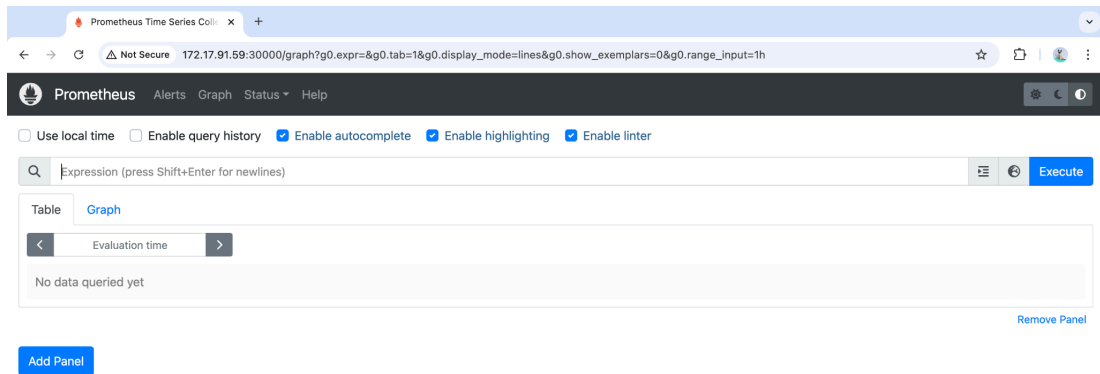 Prometheus Time Series Colle
Not Secure 172.17.91.59:30000/graph?g0.expr=&g0.tab=1&g0.display_mode=lines&g0.show_exemplars=0&g0.range_input=1h
Prometheus Alerts Graph Status Help
Use local time Enable query history Enable autocomplete Enable highlighting Enable linter
Expression (press Shift+Enter for newlines) Execute
Table Graph
Evaluation time
No data queried yet
Remove Panel
Add Panel